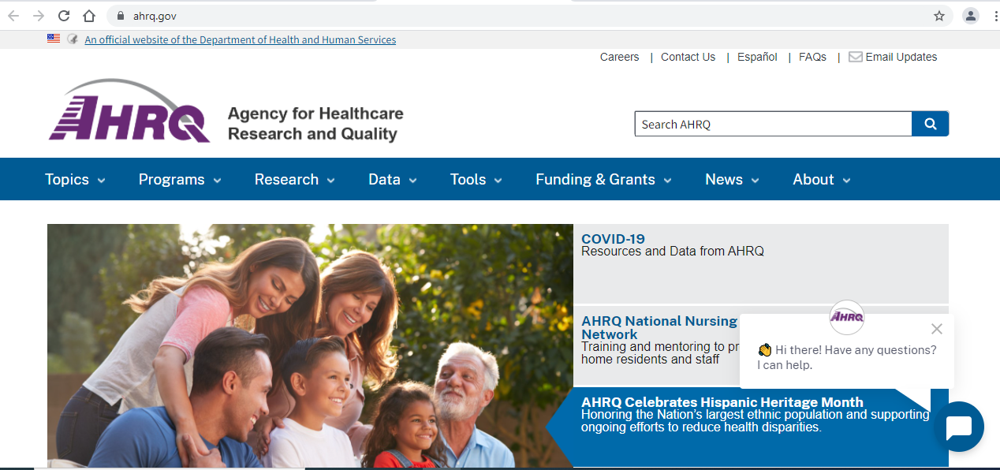 ahrq.gov
An official website of the Department of Health and Human Services
Careers | Contact Us | Español | FAQs | Email Updates
AHRQ
Agency for Healthcare
Research and Quality
Search AHRQ
Topics Programs Research Data Tools Funding & Grants News About
COVID-19
Resources and Data from AHRQ
AHRQ National Nursing
Network
Training and mentoring to pr
home residents and staff
AHRQ
Hi there! Have any questions?
I can help.
AHRQ Celebrates Hispanic Heritage Month
Honoring the Nation's largest ethnic population and supporting
ongoing efforts to reduce health disparities.